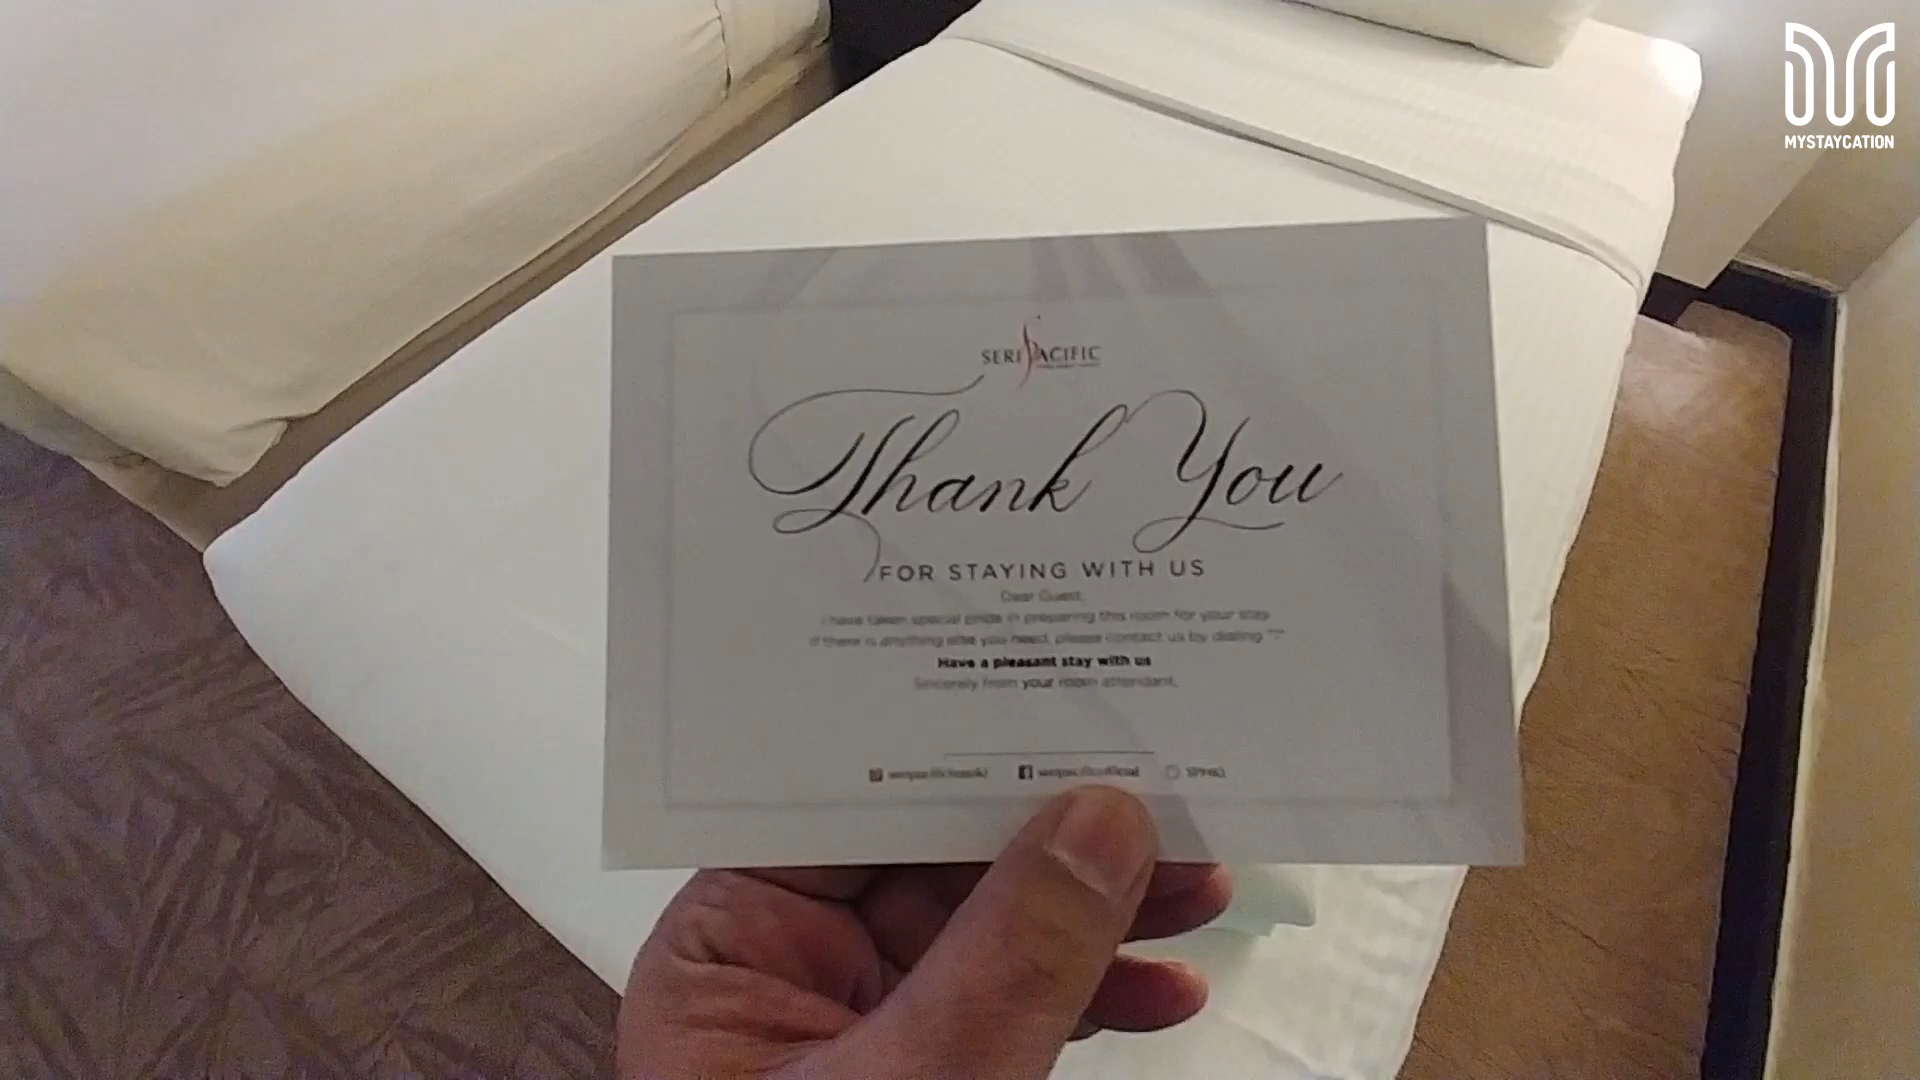 MYSTAYCATION
SERI PACIFIC
Thank You
FOR STAYING WITH US
Dear Guest,
I have taken special pride in preparing this room for your stay
If there is anything else you need, please contact us by dialing
Have a pleasant stay with us
Sincerely from your room attendant,
seripacificofficial